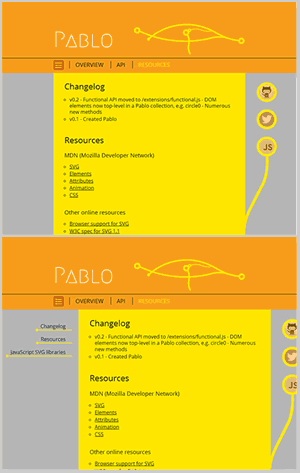 PABLO
OVERVIEW
API
RESOURCES
Changelog
v0.2 - Functional API moved to /extensions/functional.js - DOM
elements now top-level in a Pablo collection, e.g. circle0 - Numerous
new methods
v0.1 - Created Pablo
Resources
MDN (Mozilla Developer Network)
SVG
Elements
Attributes
Animation
CSS
Other online resources
Browser support for SVG
W3C spec for SVG 1.1
JS
PABLO
OVERVIEW
API
RESOURCES
Changelog
Resources
JavaScript SVG libraries
Changelog
v0.2 - Functional API moved to /extensions/functional.js - DOM
elements now top-level in a Pablo collection, e.g. circle0 - Numerous
new methods
v0.1 - Created Pablo
Resources
MDN (Mozilla Developer Network)
SVG
Elements
Attributes
Animation
CSS
Other online resources
Browser support for SVG
JS